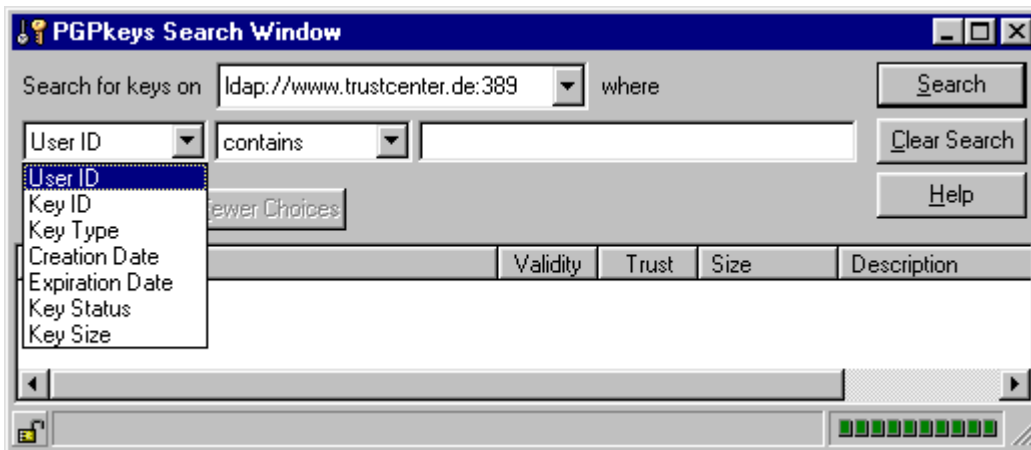 PGPkeys Search Window
Search for keys on ldap://www.trustcenter.de:389 where Search
User ID contains Clear Search
User ID
Key ID Help
Key Type Fewer Choices
Creation Date Validity Trust Size Description
Expiration Date
Key Status
Key Size